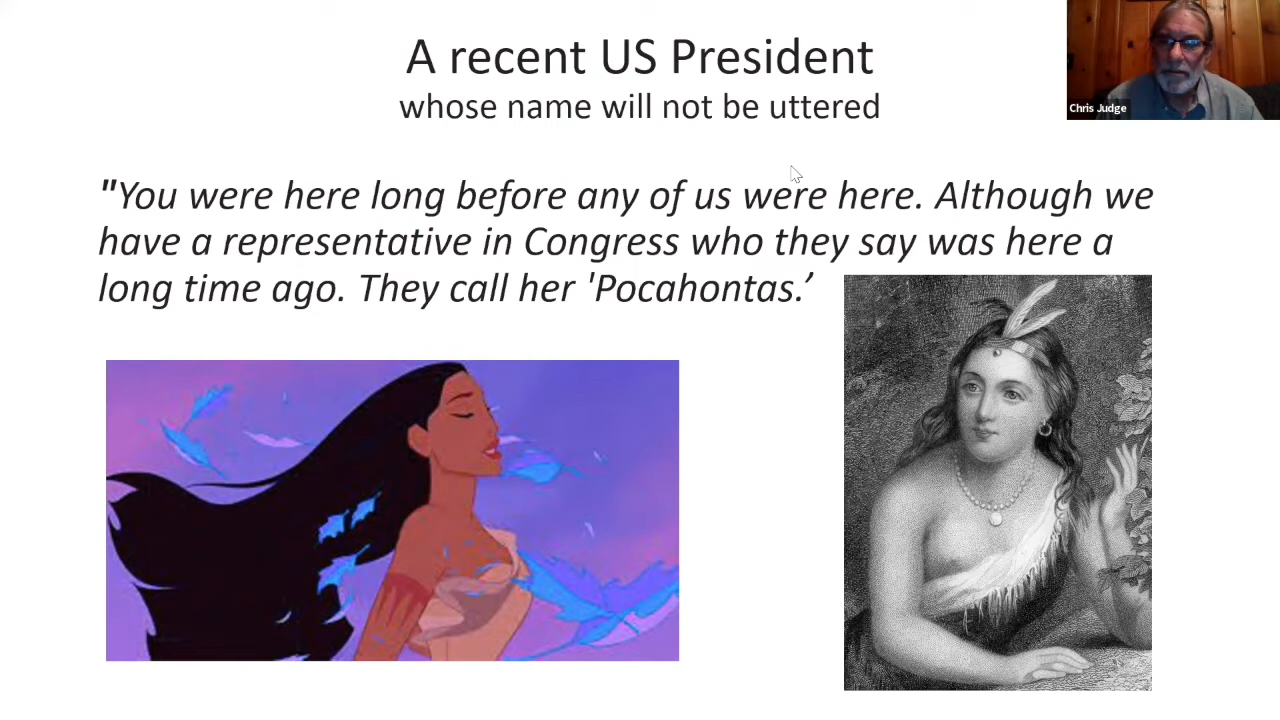 A recent US President
whose name will not be uttered
Chris Judge
"You were here long before any of us were here. Although we
have a representative in Congress who they say was here a
long time ago. They call her 'Pocahontas.’